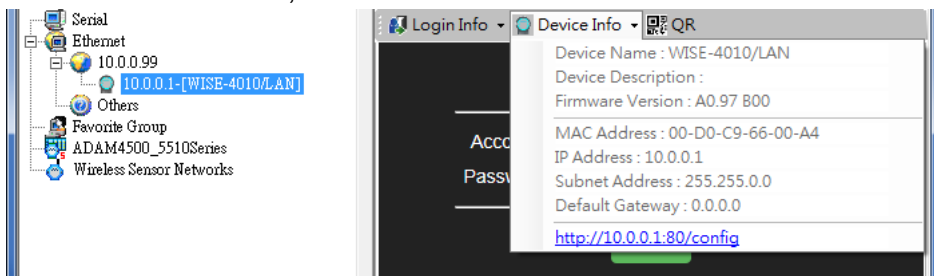 Serial
Ethernet
10.0.0.99
10.0.0.1-[WISE-4010/LAN]
Others
Favorite Group
ADAM4500_5510Series
Wireless Sensor Networks
Login Info
Device Info
QR
Device Name : WISE-4010/LAN
Device Description :
Firmware Version : A0.97 B00
MAC Address : 00-D0-C9-66-00-A4
IP Address : 10.0.0.1
Subnet Address : 255.255.0.0
Default Gateway : 0.0.0.0
http://10.0.0.1:80/config
Acco
Passw